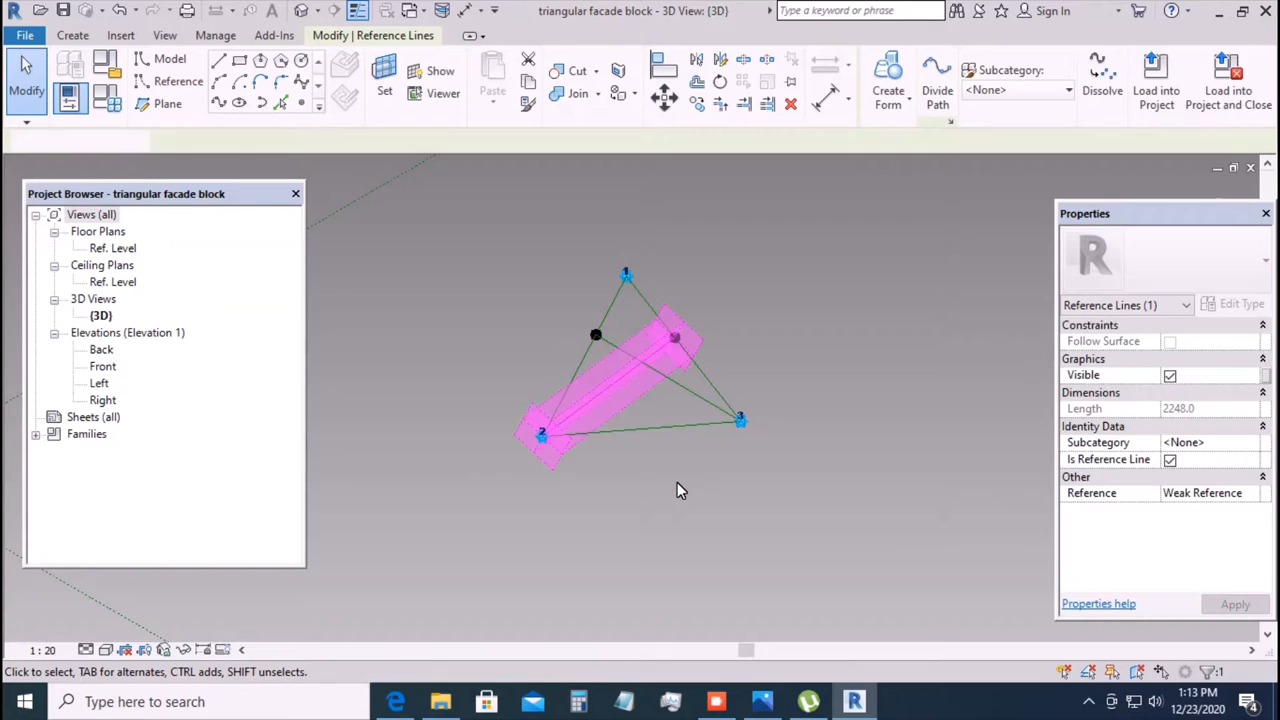 triangular facade block - 3D View: {3D}
Type a keyword or phrase
Sign In
File
Create
Insert
View
Manage
Add-Ins
Modify | Reference Lines
Modify
Model
Reference
Plane
Set
Show
Viewer
Paste
Cut
Join
Create
Form
Divide
Path
Subcategory:
<None>
Dissolve
Load into
Project
Load into
Project and Close
Project Browser - triangular facade block
Views (all)
Floor Plans
Ref. Level
Ceiling Plans
Ref. Level
3D Views
{3D}
Elevations (Elevation 1)
Back
Front
Left
Right
Sheets (all)
Families
1
2
3
Properties
R
Reference Lines (1)
Edit Type
Constraints
Follow Surface
Graphics
Visible
Dimensions
Length 2248.0
Identity Data
Subcategory <None>
Is Reference Line
Other
Reference Weak Reference
Properties help
Apply
1 : 20
Click to select, TAB for alternates, CTRL adds, SHIFT unselects.
:1
Type here to search
R
1:13 PM
12/23/2020
4